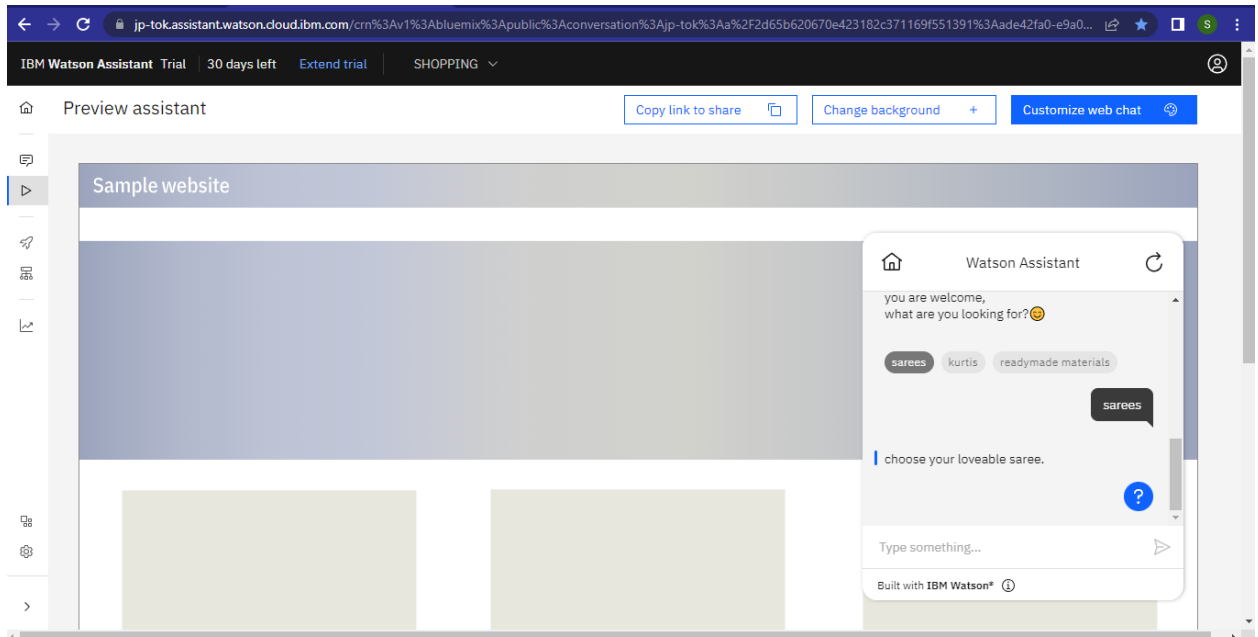 jp-tok.assistant.watson.cloud.ibm.com/crn%3Av1%3Abluemix%3Apublic%3Aconversation%3Ajp-tok%3Aa%2F2d65b620670e423182c371169f551391%3Aade42fa0-e9a0... S
IBM Watson Assistant Trial 30 days left Extend trial SHOPPING
Preview assistant Copy link to share Change background + Customize web chat
Sample website
Watson Assistant
you are welcome,
what are you looking for?😊
sarees kurtis readymade materials
sarees
choose your loveable saree.
?
Type something...
Built with IBM Watson®